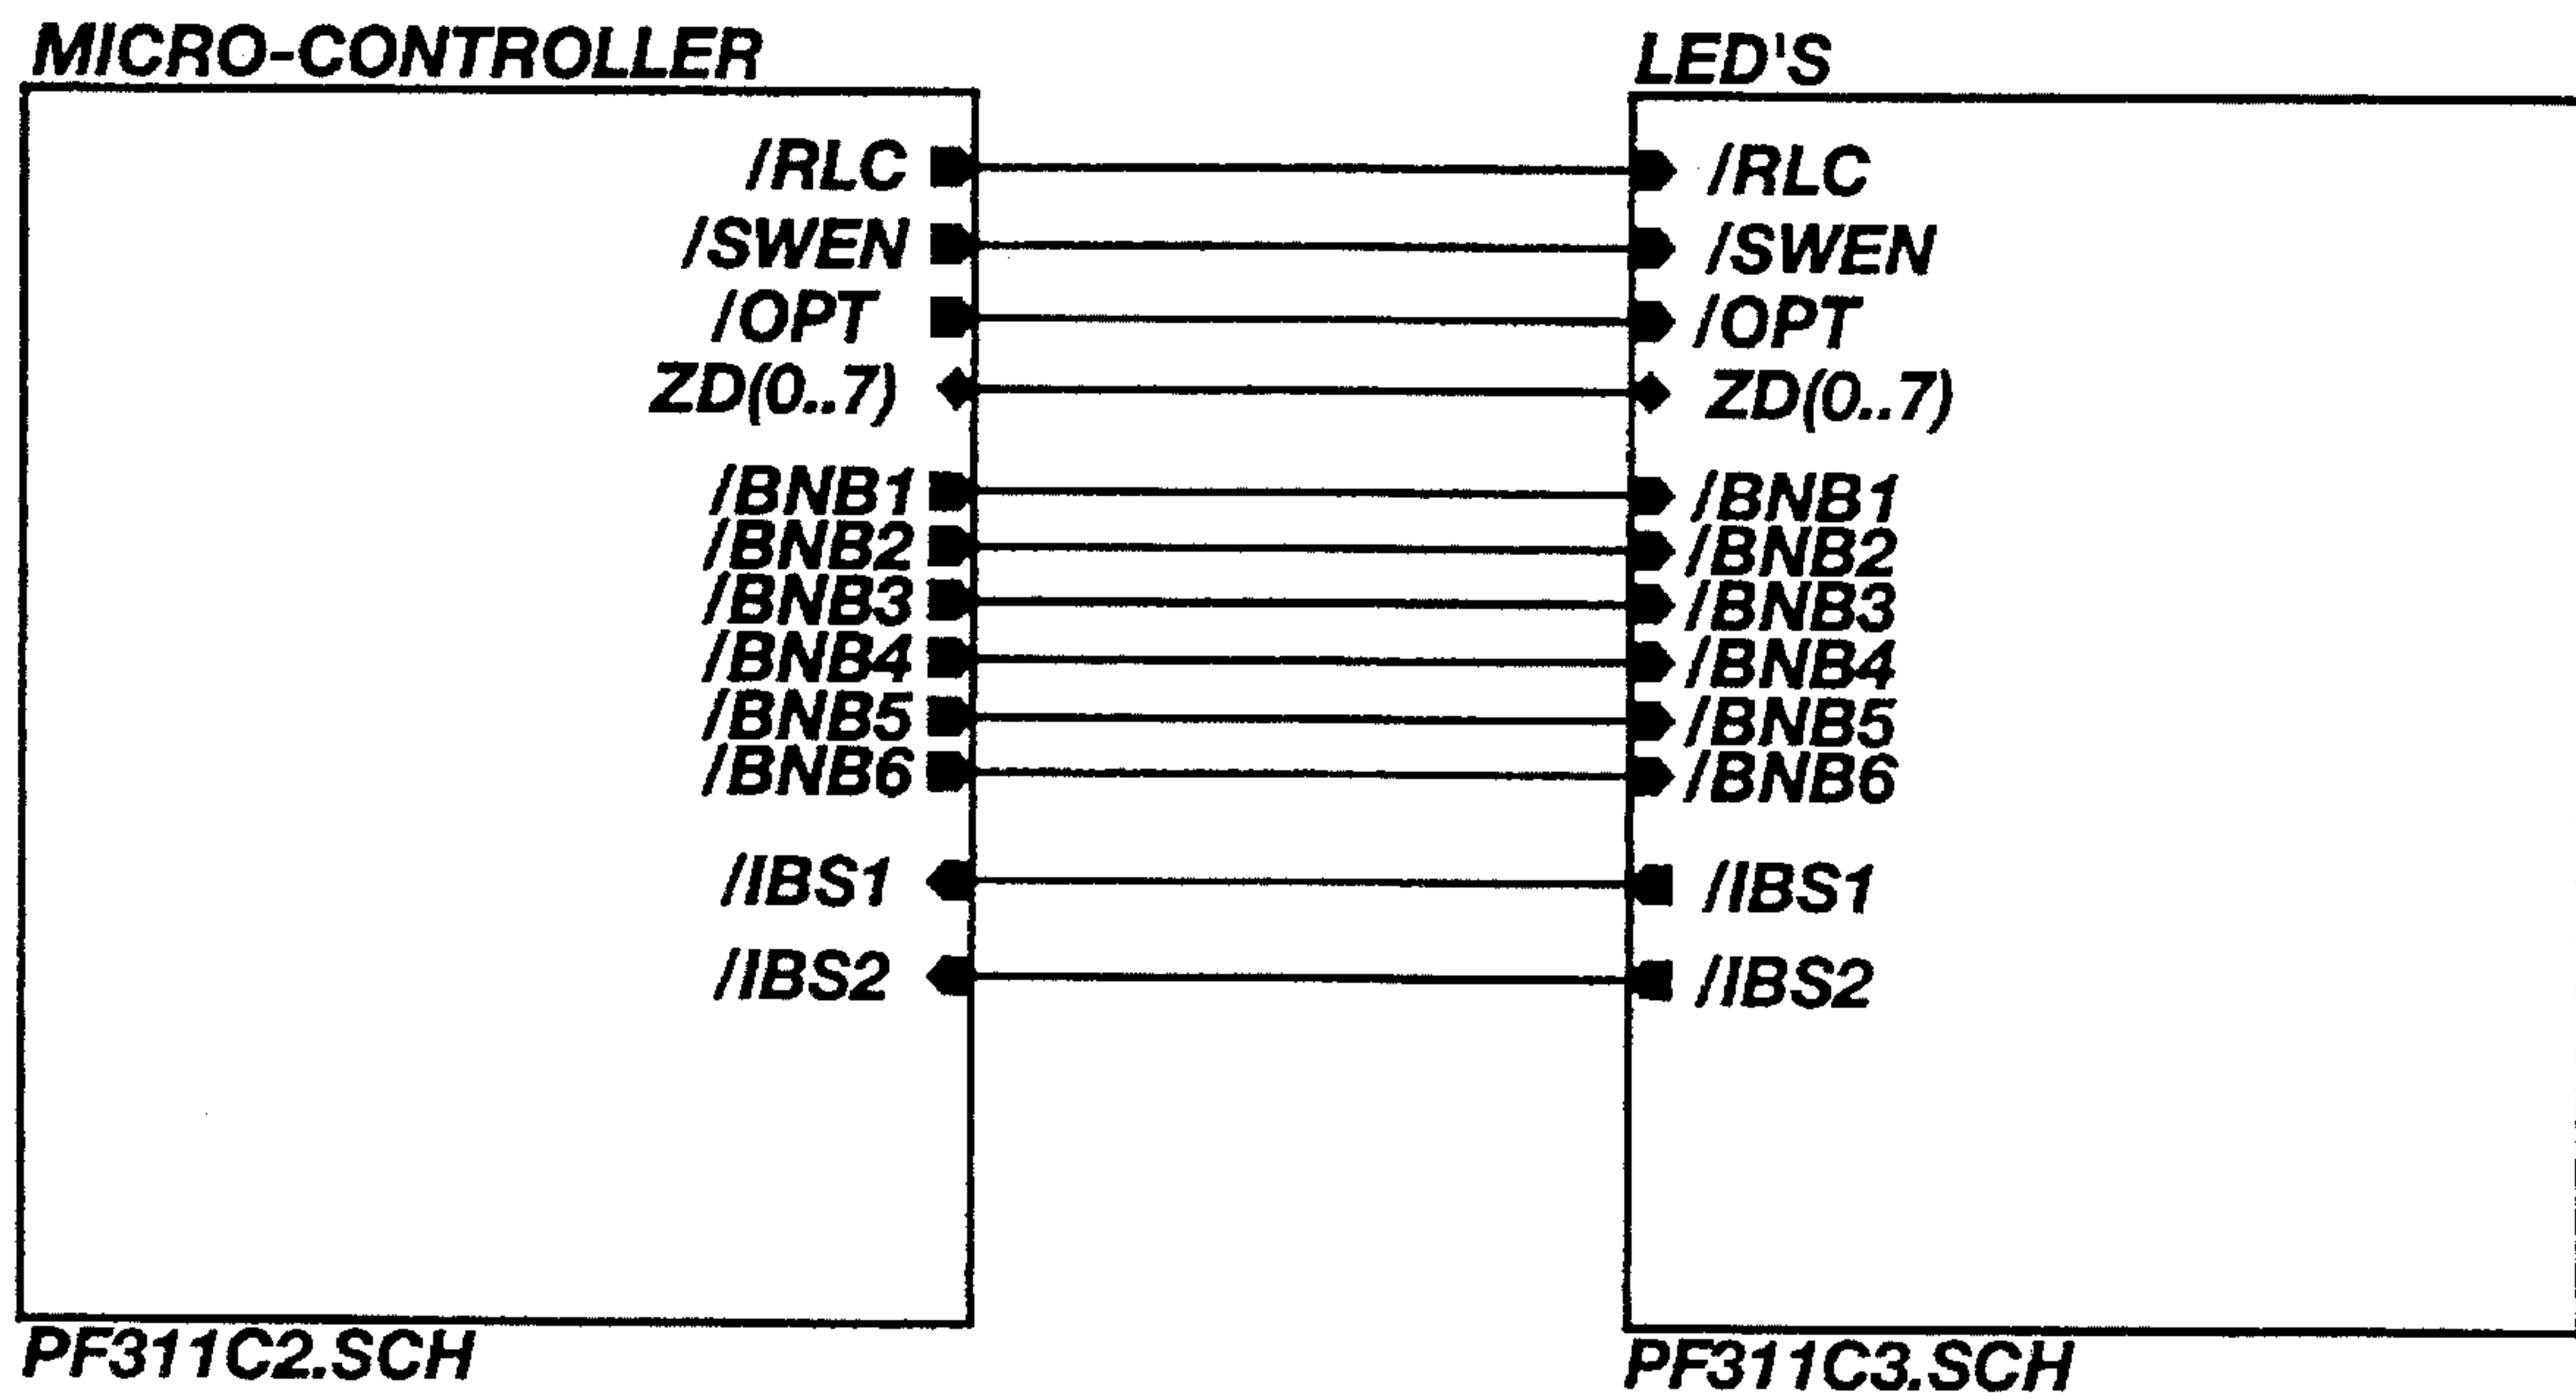 MICRO-CONTROLLER
/RLC
/SWEN
/OPT
ZD(0..7)
/BNB1
/BNB2
/BNB3
/BNB4
/BNB5
/BNB6
/IBS1
/IBS2
PF311C2.SCH
LED'S
/RLC
/SWEN
/OPT
ZD(0..7)
/BNB1
/BNB2
/BNB3
/BNB4
/BNB5
/BNB6
/IBS1
/IBS2
PF311C3.SCH